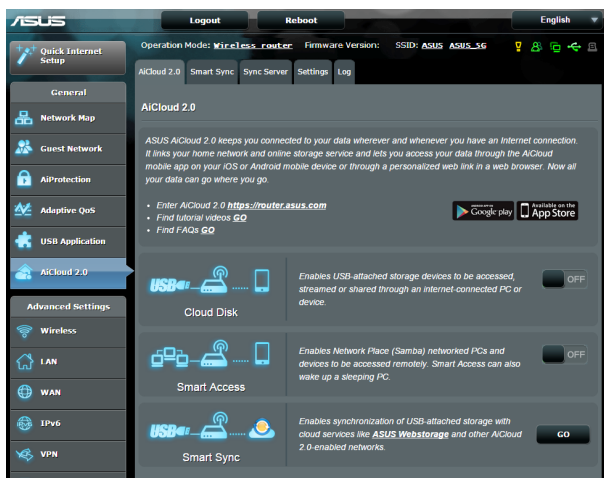 ASUS
Logout
Reboot
English
Quick Internet
Setup
Operation Mode: Wireless router Firmware Version: SSID: ASUS ASUS_5G
AiCloud 2.0
Smart Sync
Sync Server
Settings
Log
General
Network Map
Guest Network
AiProtection
Adaptive QoS
USB Application
AiCloud 2.0
Advanced Settings
Wireless
LAN
WAN
IPv6
VPN
AiCloud 2.0
ASUS AiCloud 2.0 keeps you connected to your data wherever and whenever you have an Internet connection.
It links your home network and online storage service and lets you access your data through the AiCloud
mobile app on your iOS or Android mobile device or through a personalized web link in a web browser. Now all
your data can go where you go.
• Enter AiCloud 2.0 https://router.asus.com
• Find tutorial videos GO
• Find FAQs GO
Google play
Available on the
App Store
USB
Cloud Disk
Enables USB-attached storage devices to be accessed,
streamed or shared through an internet-connected PC or
device.
OFF
Smart Access
Enables Network Place (Samba) networked PCs and
devices to be accessed remotely. Smart Access can also
wake up a sleeping PC.
OFF
USB
Smart Sync
Enables synchronization of USB-attached storage with
cloud services like ASUS Webstorage and other AiCloud
2.0-enabled networks.
GO